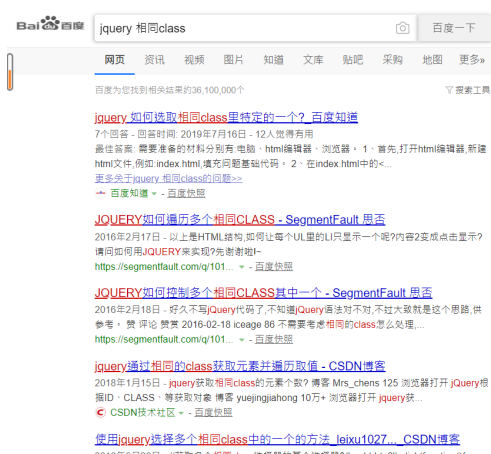 Bai 百度 jquery 相同class 百度一下
网页 资讯 视频 图片 知道 文库 贴吧 采购 地图 更多»
百度为您找到相关结果约36,100,000个 搜索工具
jquery 如何选取相同class里特定的一个?_百度知道
7个回答 - 回答时间: 2019年7月16日 - 12人觉得有用
最佳答案: 需要准备的材料分别有:电脑、html编辑器、浏览器。 1、首先,打开html编辑器,新建
html文件,例如:index.html,填充问题基础代码。 2、在index.html中的<...
更多关于jquery 相同class的问题>>
百度知道 - 百度快照
JQUERY如何遍历多个相同CLASS - SegmentFault 思否
2016年2月17日 - 以上是HTML结构,如何让每个UL里的LI只显示一个呢?内容2变成点击显示?
请问如何用JQUERY来实现?先谢谢啦!~
https://segmentfault.com/q/101... - 百度快照
JQUERY如何控制多个相同CLASS其中一个 - SegmentFault 思否
2016年2月18日 - 好久不写jQuery代码了,不知道jQuery语法对不对,不过大致就是这个思路,供
参考。 赞 评论 赞赏 2016-02-18 iceage 86 不需要考虑相同的class怎么处理,...
https://segmentfault.com/q/101... - 百度快照
jquery通过相同的class获取元素并遍历取值 - CSDN博客
2018年1月15日 - jquery获取相同class的元素个数? 博客 Mrs_chens 125 浏览器打开 jQuery根
据ID、CLASS、等获取对象 博客 yuejingjiahong 10万+ 浏览器打开 jquery获...
CSDN技术社区 - 百度快照
使用jquery选择多个相同class中的一个的方法_leixu1027..._CSDN博客